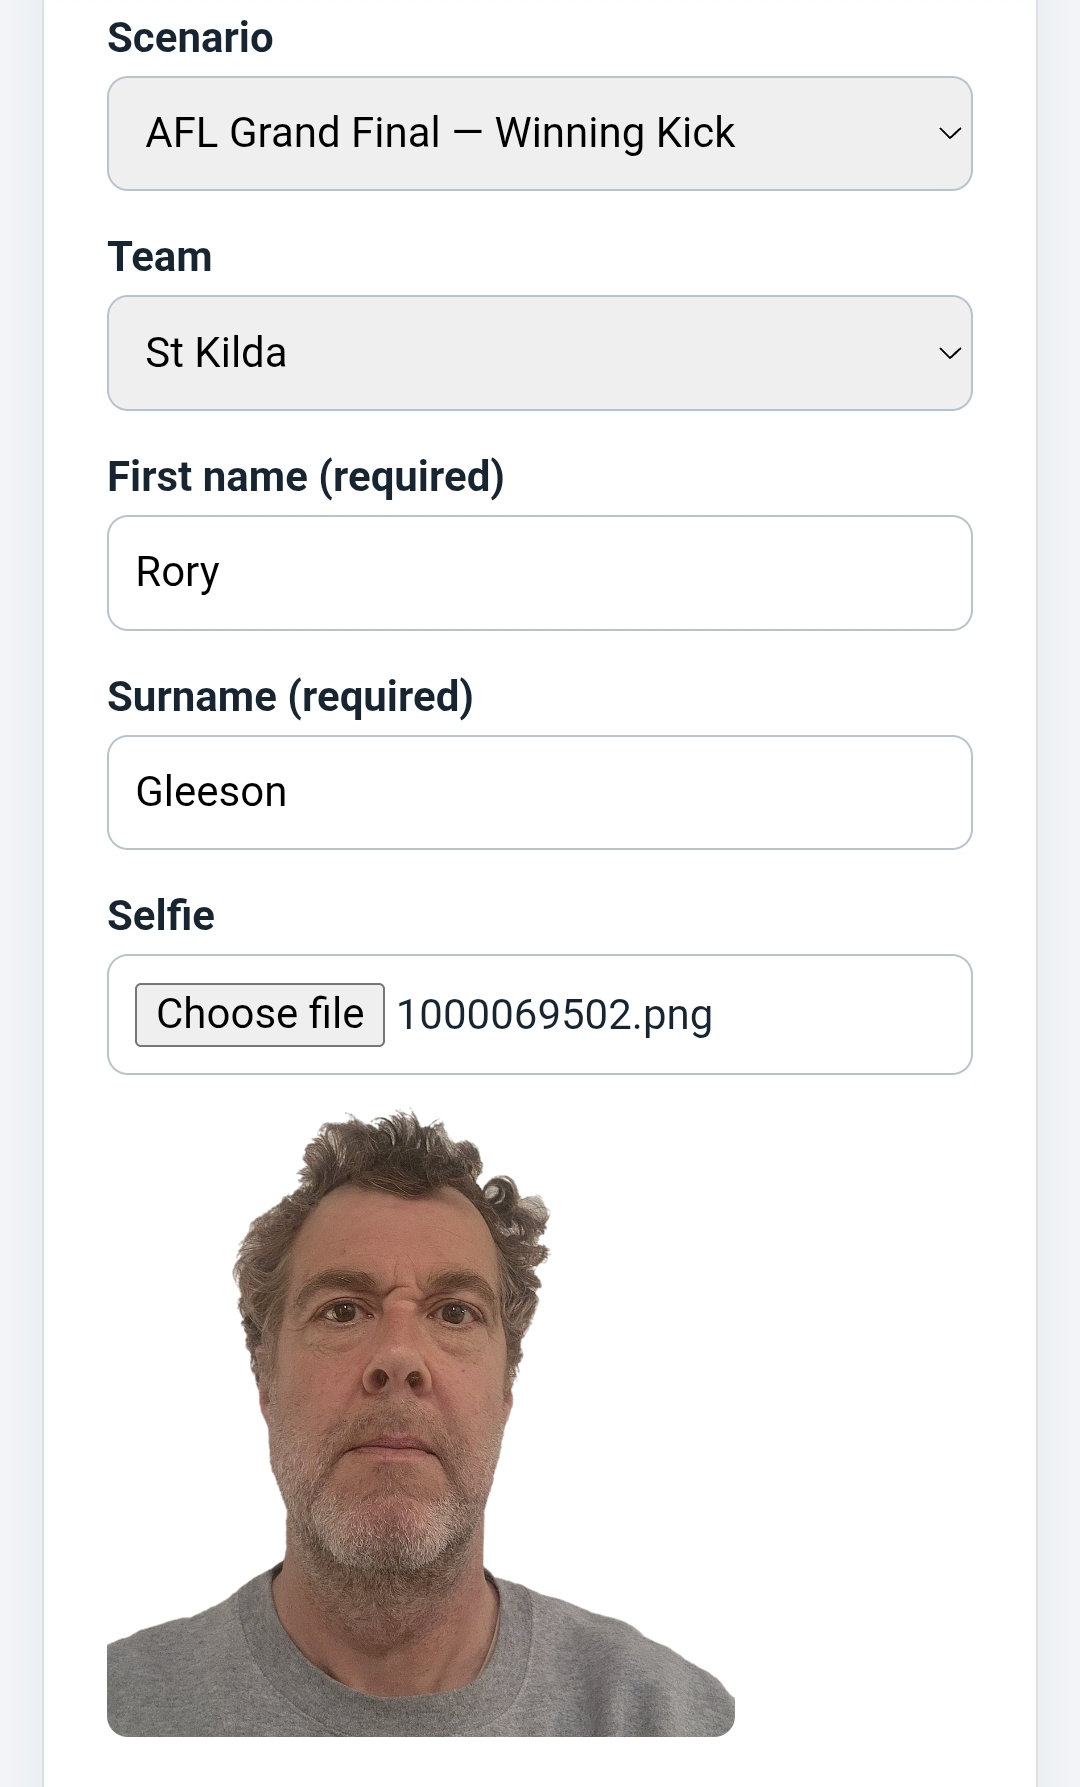 Scenario
AFL Grand Final — Winning Kick
Team
St Kilda
First name (required)
Rory
Surname (required)
Gleeson
Selfie
Choose file 1000069502.png